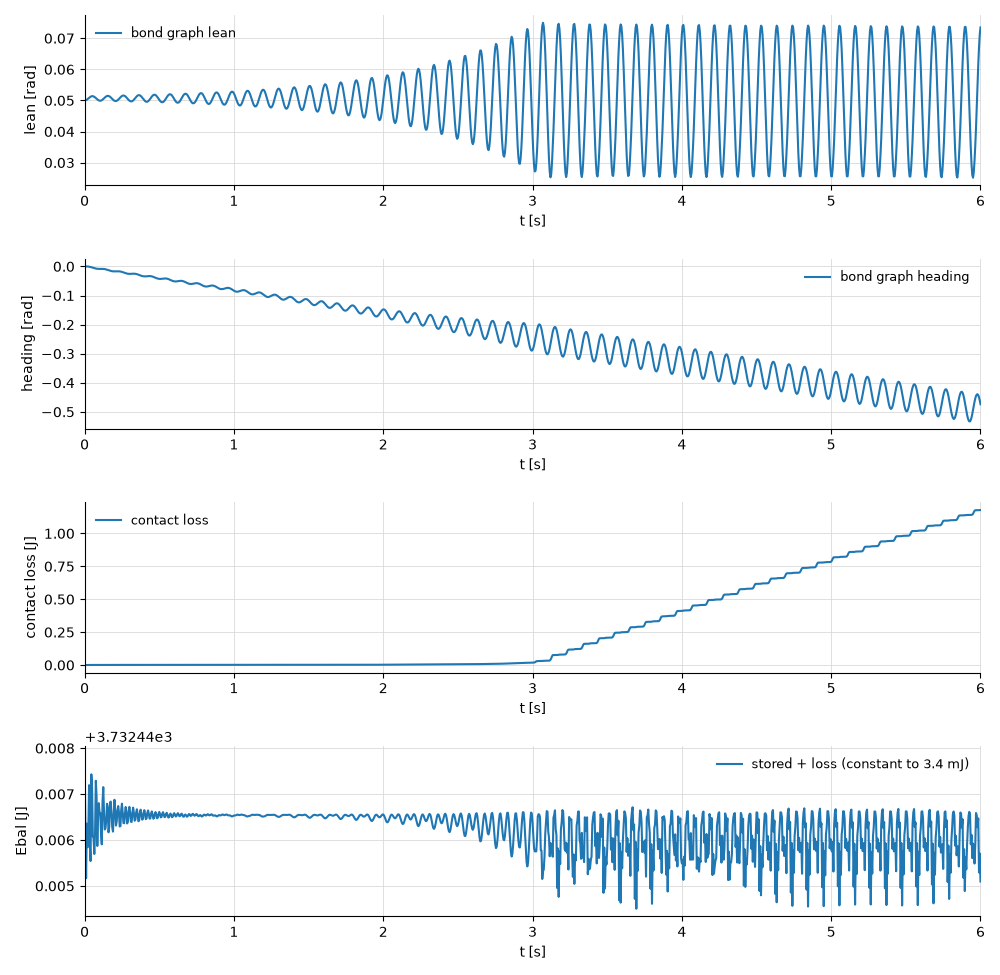 bond graph lean
lean [rad]
0.07
0.06
0.05
0.04
0.03
0 1 2 3 4 5 6
t [s]
bond graph heading
heading [rad]
0.0
−0.1
−0.2
−0.3
−0.4
−0.5
0 1 2 3 4 5 6
t [s]
contact loss
contact loss [J]
1.00
0.75
0.50
0.25
0.00
0 1 2 3 4 5 6
t [s]
+3.73244e3
stored + loss (constant to 3.4 mJ)
Ebal [J]
0.008
0.007
0.006
0.005
0 1 2 3 4 5 6
t [s]